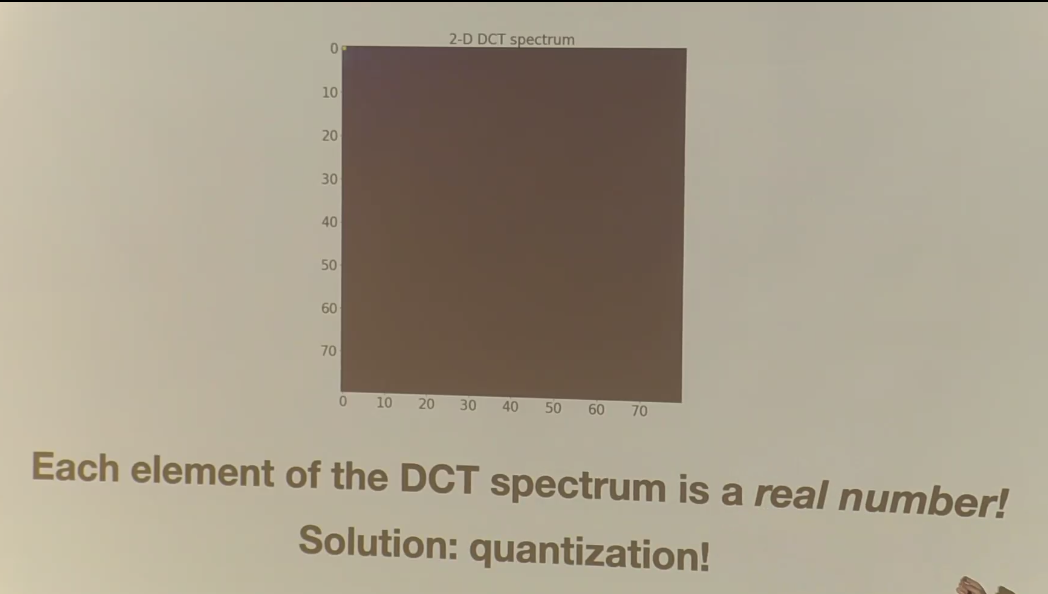 2-D DCT spectrum
0
10
20
30
40
50
60
70
0 10 20 30 40 50 60 70
Each element of the DCT spectrum is a real number!
Solution: quantization!